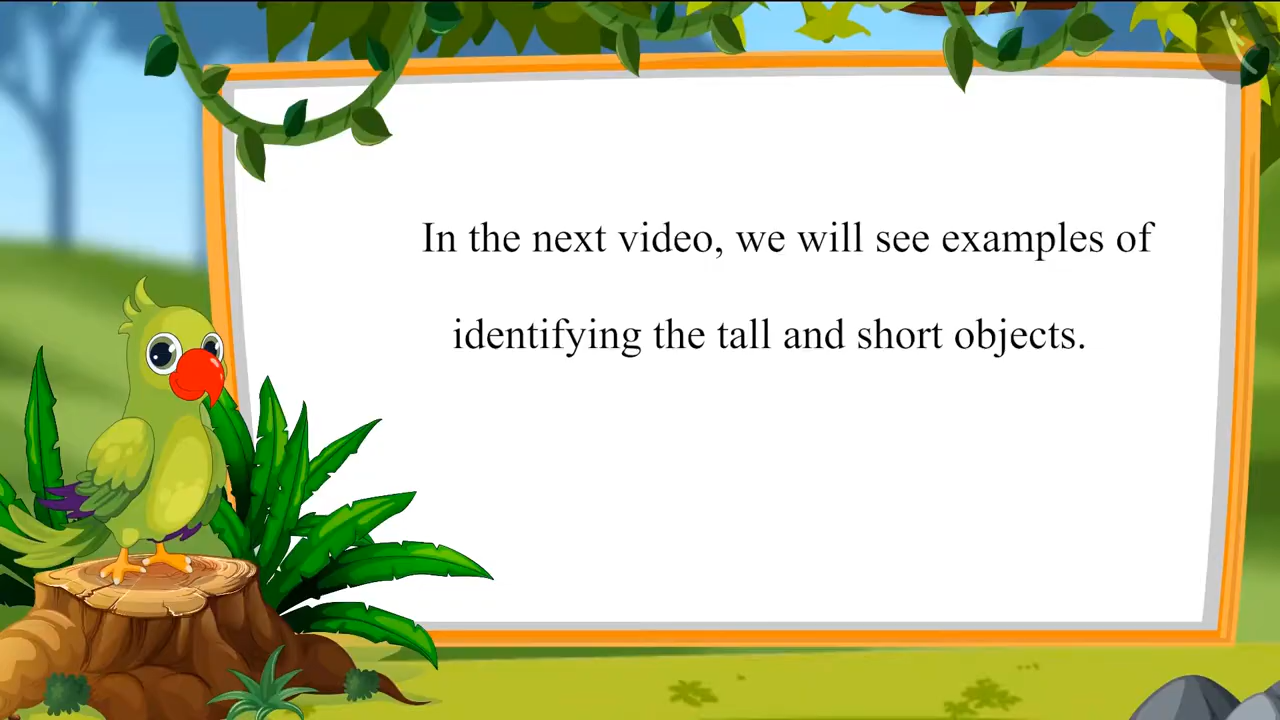 In the next video, we will see examples of
identifying the tall and short objects.